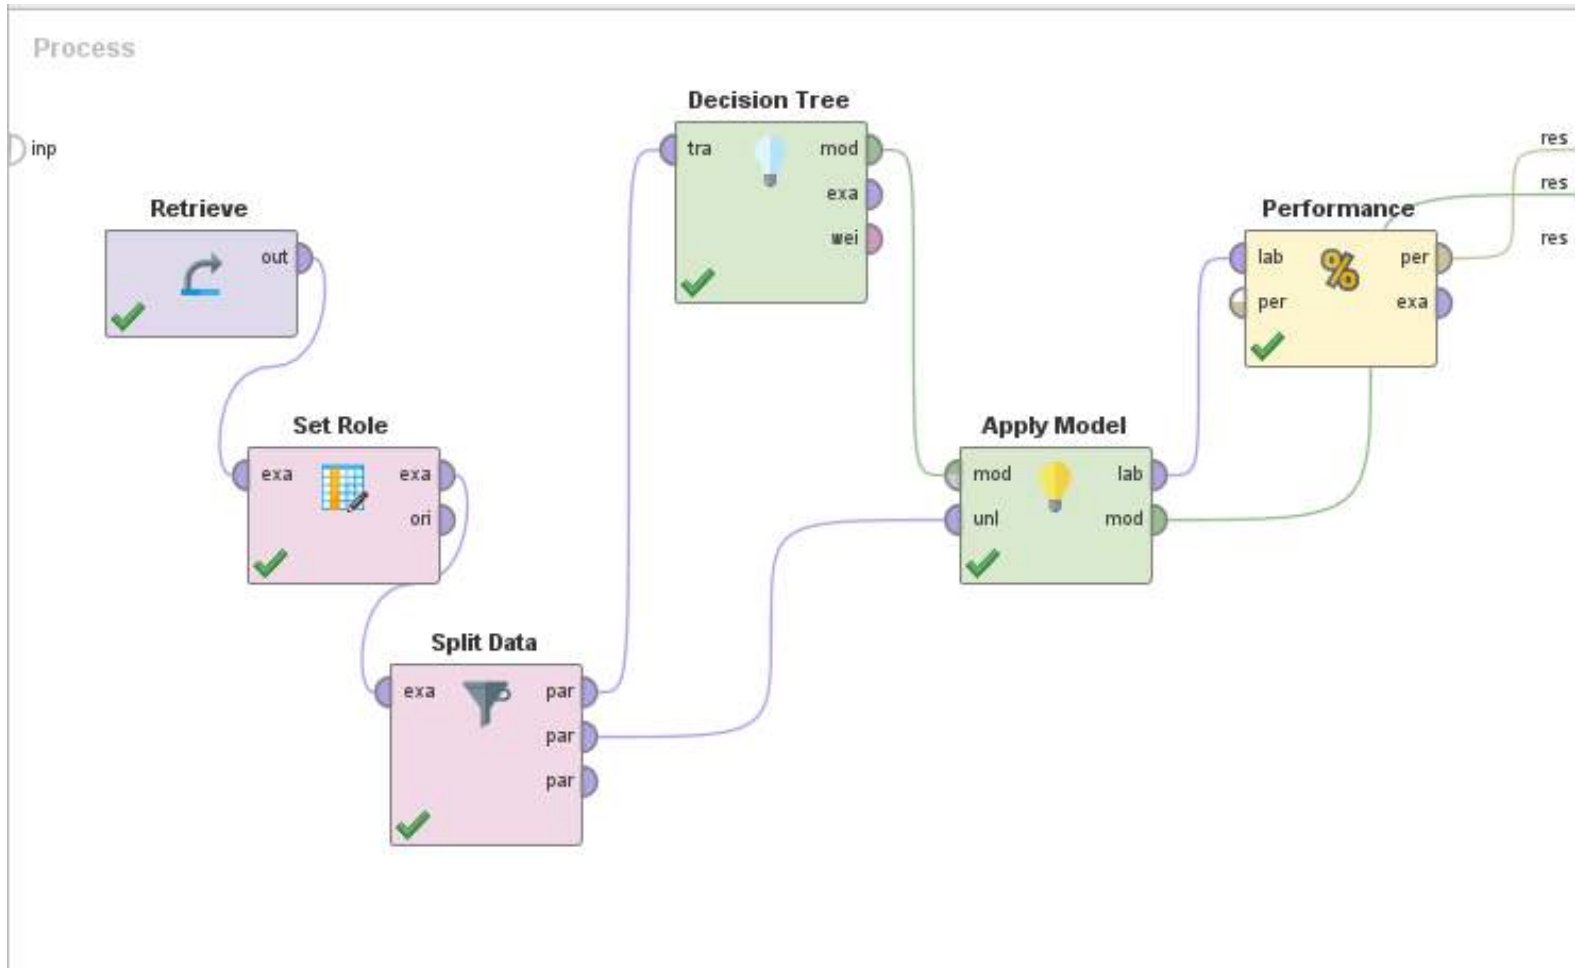 Process
inp
res
res
res
Retrieve
out
Set Role
exa
exa
ori
Split Data
exa
par
par
par
Decision Tree
tra
mod
exa
wei
Apply Model
mod
lab
unl
mod
Performance
lab
per
per
exa